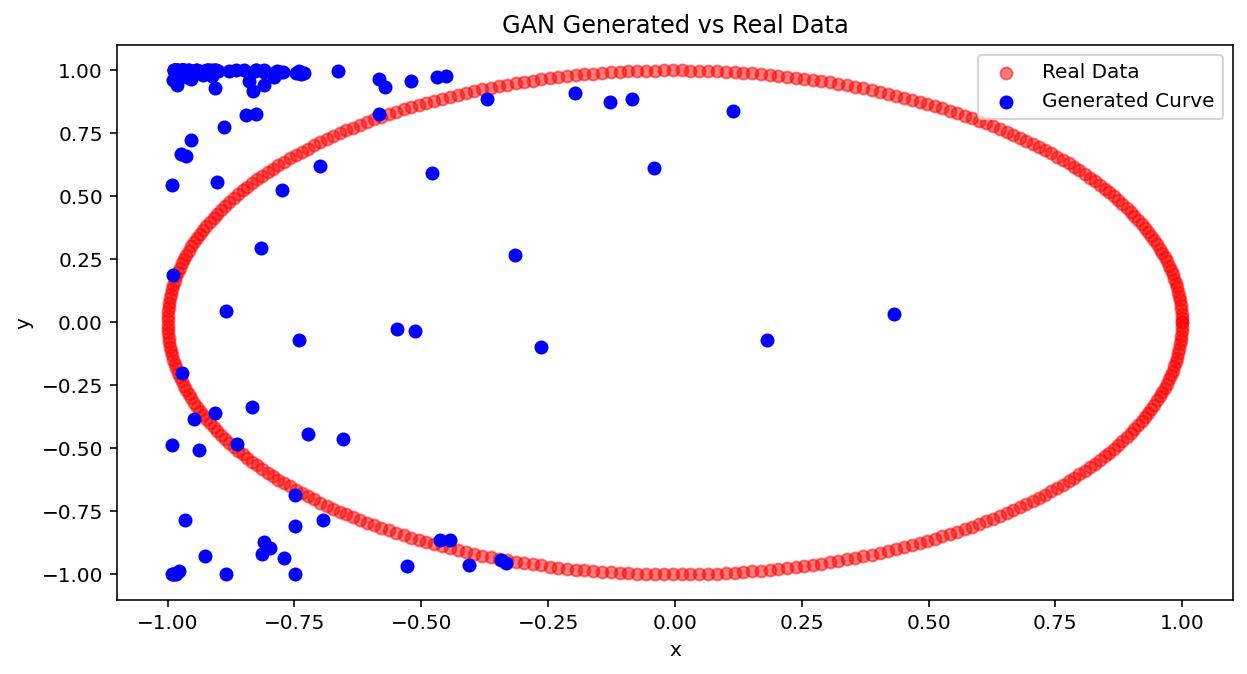 GAN Generated vs Real Data
Real Data
Generated Curve
1.00
0.75
0.50
0.25
0.00
−0.25
−0.50
−0.75
−1.00
y
−1.00 −0.75 −0.50 −0.25 0.00 0.25 0.50 0.75 1.00
x